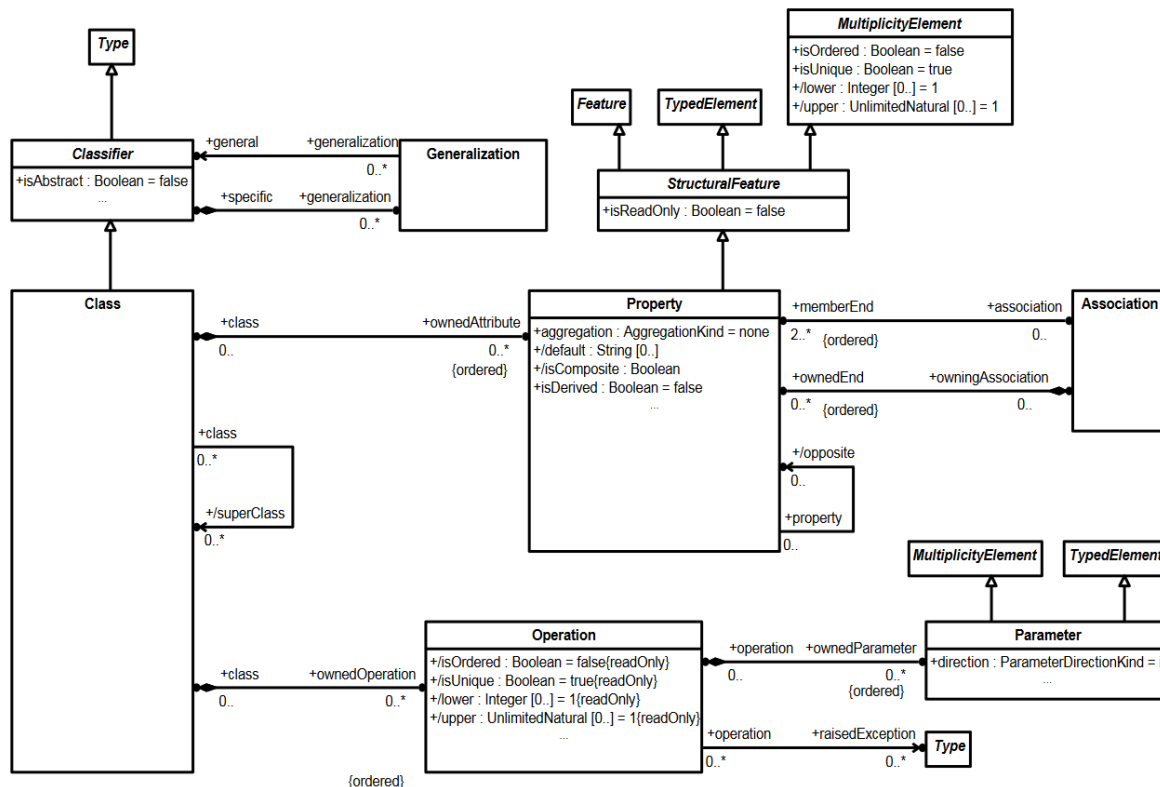 MultiplicityElement
+isOrdered : Boolean = false
+isUnique : Boolean = true
+/lower : Integer [0..] = 1
+/upper : UnlimitedNatural [0..] = 1
Type
Feature
TypedElement
Classifier
+isAbstract : Boolean = false
...
+general
+generalization
0..*
+specific
+generalization
0..*
Generalization
StructuralFeature
+isReadOnly : Boolean = false
Class
+class
0..
+ownedAttribute
0..*
{ordered}
Property
+aggregation : AggregationKind = none
+/default : String [0..]
+/isComposite : Boolean
+isDerived : Boolean = false
...
+memberEnd
2..*
{ordered}
+association
0..
Association
+ownedEnd
0..*
{ordered}
+owningAssociation
0..
+class
0..*
+/superClass
0..*
+/opposite
0..
+property
0..
MultiplicityElement
TypedElement
Operation
+/isOrdered : Boolean = false{readOnly}
+/isUnique : Boolean = true{readOnly}
+/lower : Integer [0..] = 1{readOnly}
+/upper : UnlimitedNatural [0..] = 1{readOnly}
...
+class
0..
+ownedOperation
0..*
{ordered}
+operation
0..
+ownedParameter
0..*
{ordered}
Parameter
+direction : ParameterDirectionKind =
...
+operation
0..*
+raisedException
0..*
Type